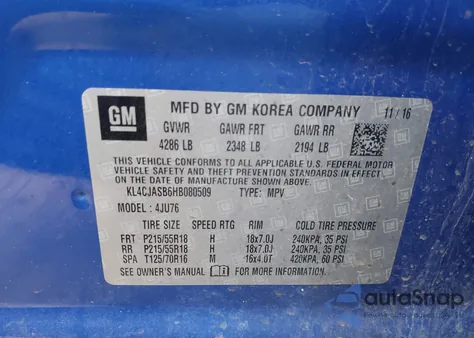 GM
MFD BY GM KOREA COMPANY 11/16
GVWR GAWR FRT GAWR RR
4286 LB 2348 LB 2194 LB
THIS VEHICLE CONFORMS TO ALL APPLICABLE U.S. FEDERAL MOTOR
VEHICLE SAFETY, BUMPER, AND THEFT PREVENTION STANDARDS IN
EFFECT ON THE DATE OF MANUFACTURE SHOWN ABOVE.
KL4CJASB6HB080509 TYPE: MPV
MODEL: 4JU76
TIRE SIZE SPEED RTG RIM COLD TIRE PRESSURE
FRT P215/55R18 H 18x7.0J 240KPA, 35 PSI
RR P215/55R18 H 18x7.0J 240KPA, 35 PSI
SPA T125/70R16 M 16x4.0T 420KPA, 60 PSI
SEE OWNER'S MANUAL FOR MORE INFORMATION.
autoSnap